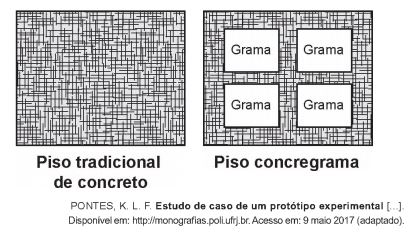 Grama Grama
Grama Grama
Piso tradicional
de concreto
Piso concregrama
PONTES, K. L. F. Estudo de caso de um protótipo experimental [...].
Disponível em: http://monografias.poli.ufrj.br. Acesso em: 9 maio 2017 (adaptado).